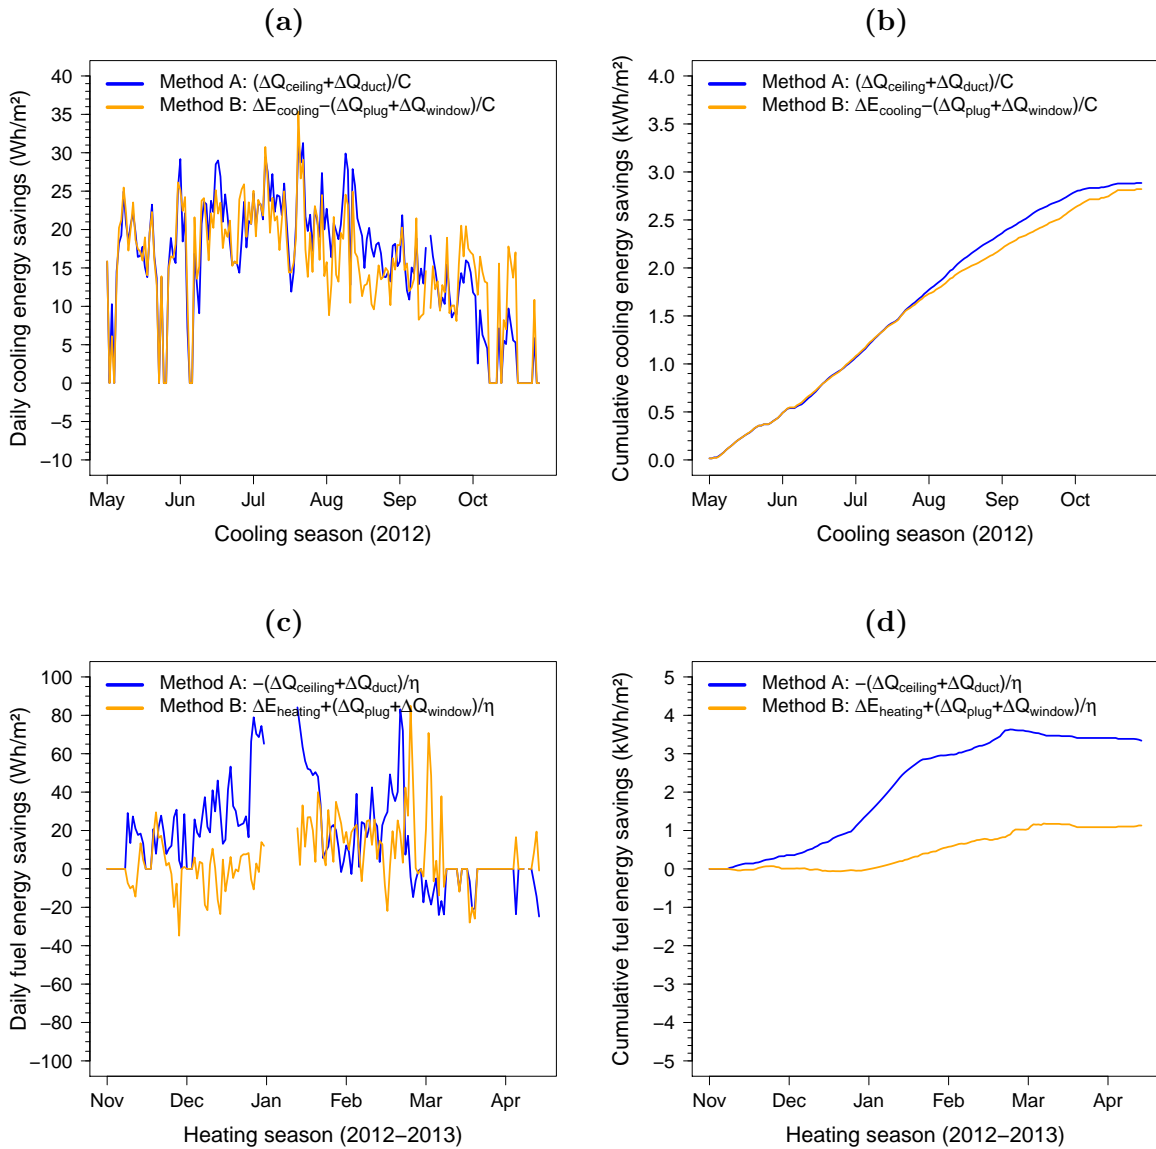 (a)
Daily cooling energy savings (Wh/m²)
40
35
30
25
20
15
10
5
0
−5
−10
Method A: (ΔQceiling+ΔQduct)/C
Method B: ΔEcooling−(ΔQplug+ΔQwindow)/C
May Jun Jul Aug Sep Oct
Cooling season (2012)
(b)
Cumulative cooling energy savings (kWh/m²)
4.0
3.5
3.0
2.5
2.0
1.5
1.0
0.5
0.0
Method A: (ΔQceiling+ΔQduct)/C
Method B: ΔEcooling−(ΔQplug+ΔQwindow)/C
May Jun Jul Aug Sep Oct
Cooling season (2012)
(c)
Daily fuel energy savings (Wh/m²)
100
80
60
40
20
0
−20
−40
−60
−80
−100
Method A: −(ΔQceiling+ΔQduct)/η
Method B: ΔEheating+(ΔQplug+ΔQwindow)/η
Nov Dec Jan Feb Mar Apr
Heating season (2012−2013)
(d)
Cumulative fuel energy savings (kWh/m²)
5
4
3
2
1
0
−1
−2
−3
−4
−5
Method A: −(ΔQceiling+ΔQduct)/η
Method B: ΔEheating+(ΔQplug+ΔQwindow)/η
Nov Dec Jan Feb Mar Apr
Heating season (2012−2013)